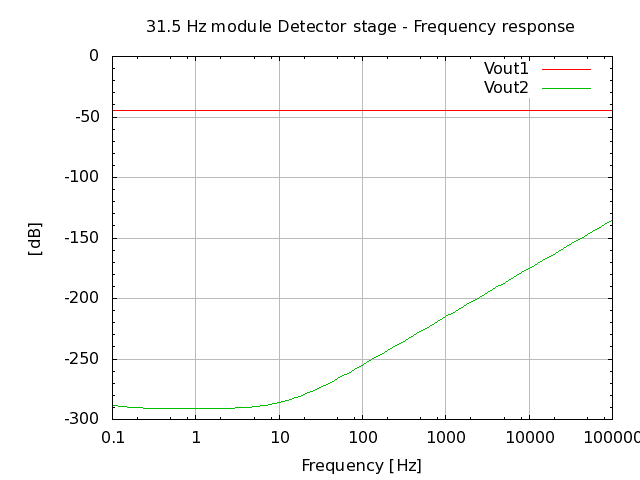 31.5 Hz module Detector stage - Frequency response
Vout1
Vout2
[dB]
0
-50
-100
-150
-200
-250
-300
0.1 1 10 100 1000 10000 100000
Frequency [Hz]